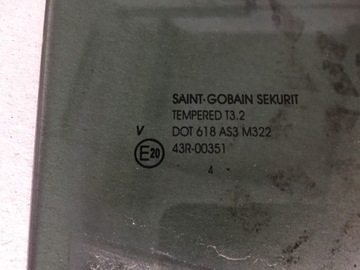 SAINT-GOBAIN SEKURIT
TEMPERED T3.2
V DOT 618 AS3 M322
E20 43R-00351
4